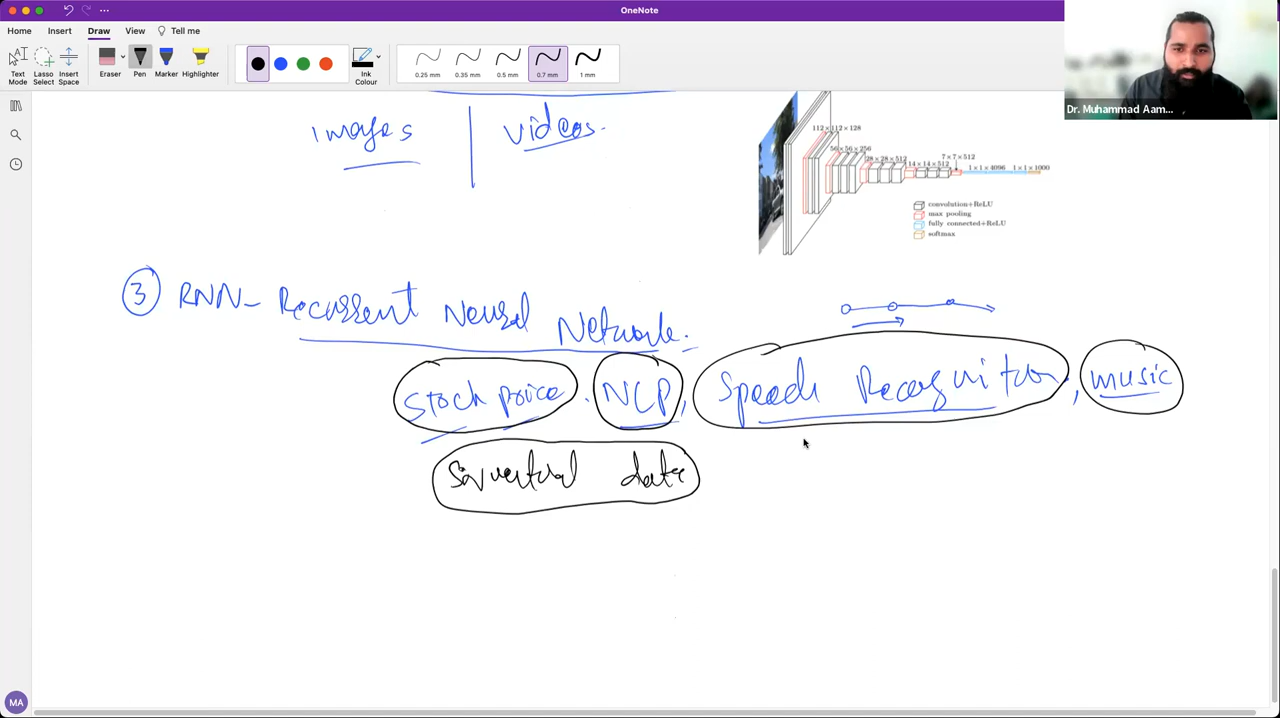 OneNote
Home Insert Draw View Tell me
Text Mode Lasso Select Insert Space Eraser Pen Marker Highlighter Ink Colour 0.25 mm 0.35 mm 0.5 mm 0.7 mm 1 mm
Dr. Muhammad Aam...
images videos.
112×112×128
56×56×256
28×28×512
14×14×512
7×7×512
1×1×4096 1×1×1000
convolution+ReLU
max pooling
fully connected+ReLU
softmax
3 RNN- Recurrent Neural Network.
Stock price, NLP, Speech Recognition, music
data
MA